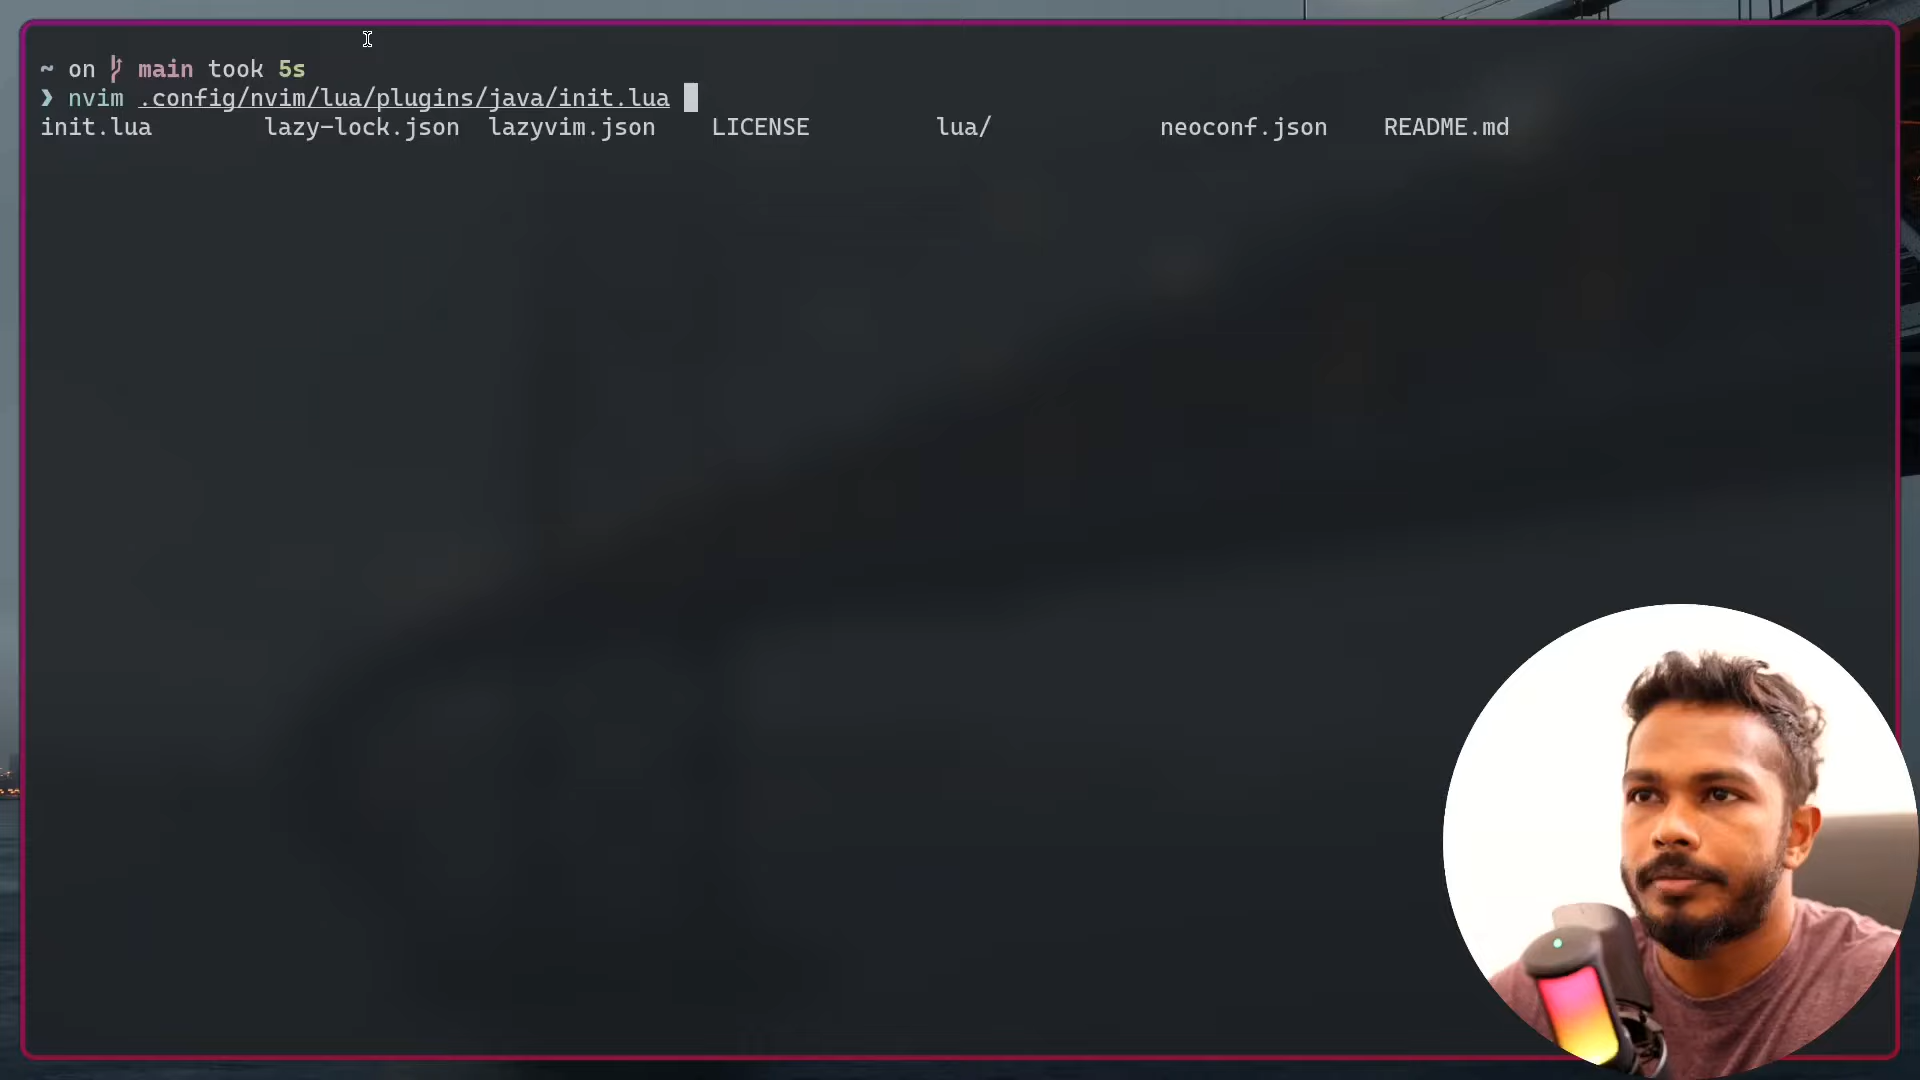 ~ on main took 5s
❯ nvim .config/nvim/lua/plugins/java/init.lua
init.lua lazy-lock.json lazyvim.json LICENSE lua/ neoconf.json README.md